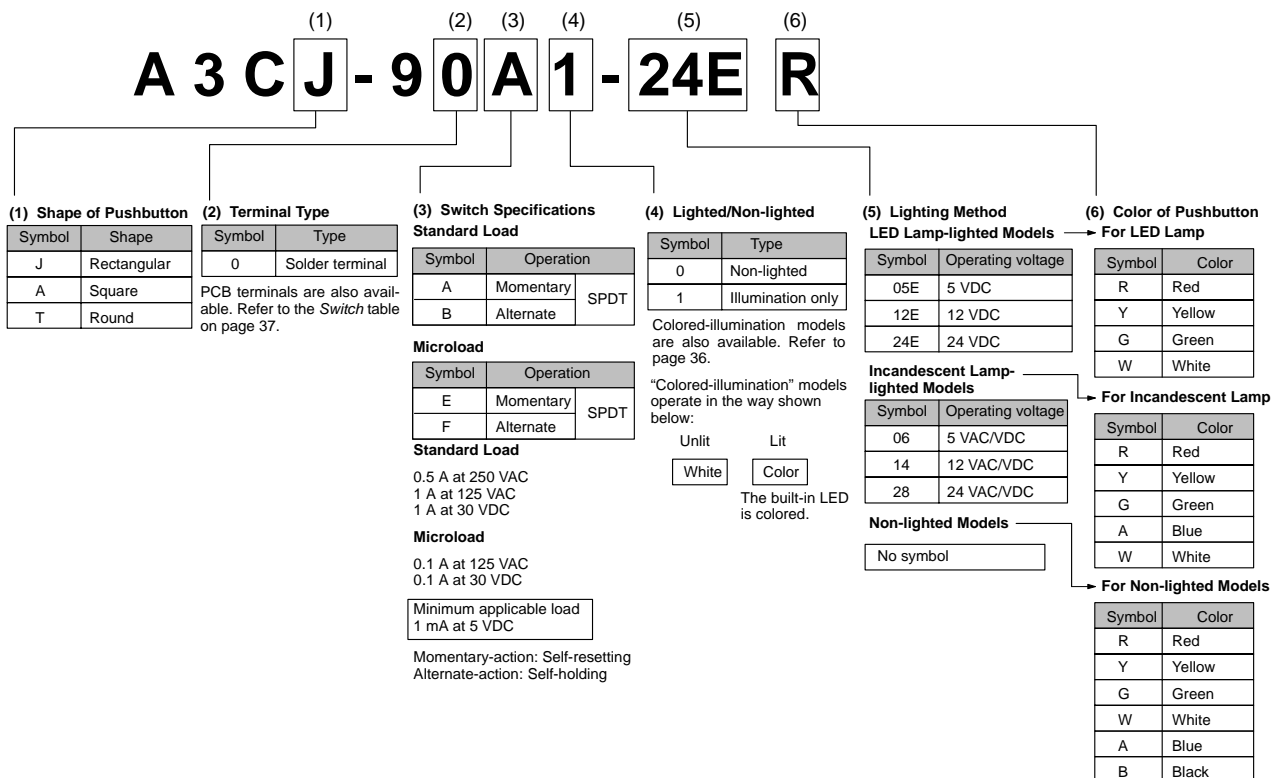 (1) (2) (3) (4) (5) (6)
A3CJ-90A1-24E R
(1) Shape of Pushbutton
Symbol Shape
J Rectangular
A Square
T Round
(2) Terminal Type
Symbol Type
0 Solder terminal
PCB terminals are also avail-
able. Refer to the Switch table
on page 37.
(3) Switch Specifications
Standard Load
Symbol Operation
A Momentary SPDT
B Alternate
Microload
Symbol Operation
E Momentary SPDT
F Alternate
Standard Load
0.5 A at 250 VAC
1 A at 125 VAC
1 A at 30 VDC
Microload
0.1 A at 125 VAC
0.1 A at 30 VDC
Minimum applicable load
1 mA at 5 VDC
Momentary-action: Self-resetting
Alternate-action: Self-holding
(4) Lighted/Non-lighted
Symbol Type
0 Non-lighted
1 Illumination only
Colored-illumination models
are also available. Refer to
page 36.
“Colored-illumination” models
operate in the way shown
below:
Unlit Lit
White Color
The built-in LED
is colored.
(5) Lighting Method
LED Lamp-lighted Models
Symbol Operating voltage
05E 5 VDC
12E 12 VDC
24E 24 VDC
Incandescent Lamp-
lighted Models
Symbol Operating voltage
06 5 VAC/VDC
14 12 VAC/VDC
28 24 VAC/VDC
Non-lighted Models
No symbol
(6) Color of Pushbutton
For LED Lamp
Symbol Color
R Red
Y Yellow
G Green
W White
For Incandescent Lamp
Symbol Color
R Red
Y Yellow
G Green
A Blue
W White
For Non-lighted Models
Symbol Color
R Red
Y Yellow
G Green
W White
A Blue
B Black